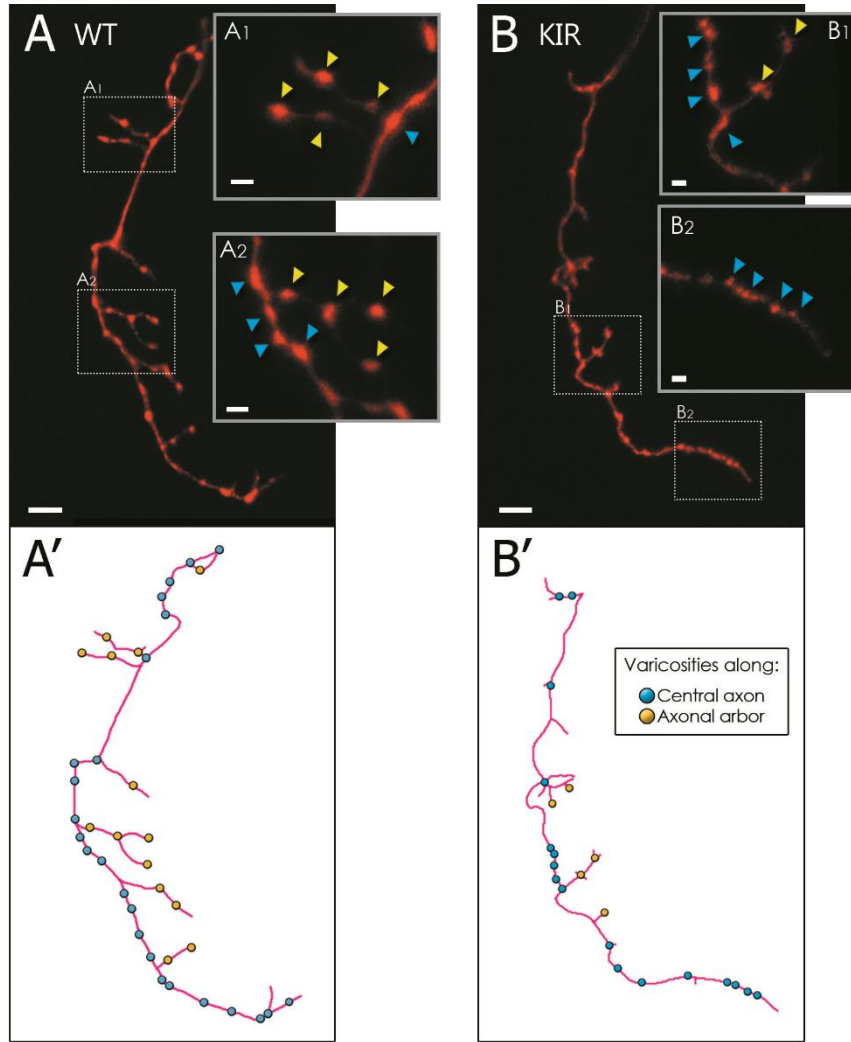 A WT
A1
A1
A2
A2
B KIR
B1
B1
B2
B2
A'
B'
Varicosities along:
Central axon
Axonal arbor